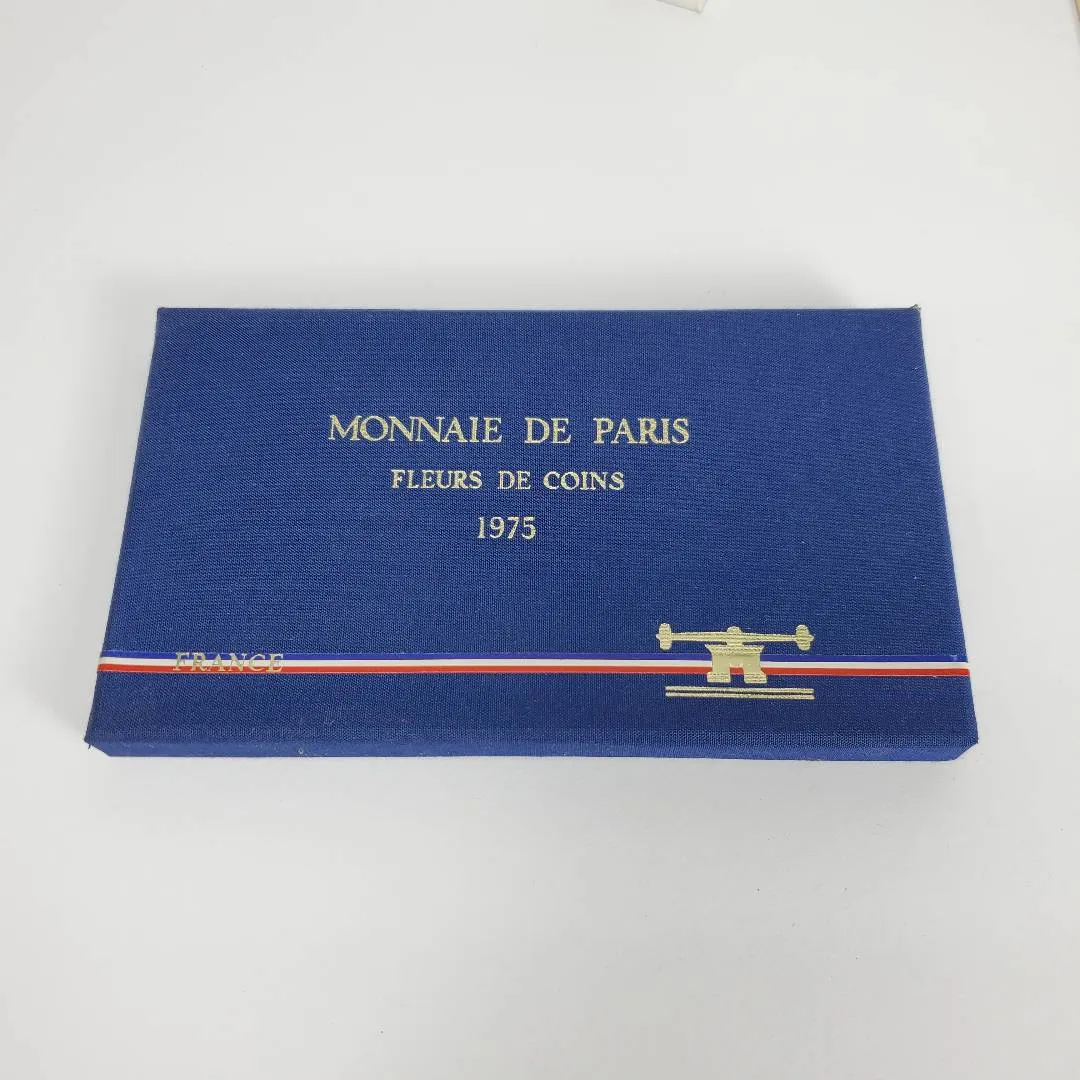 MONNAIE DE PARIS
FLEURS DE COINS
1975
FRANCE